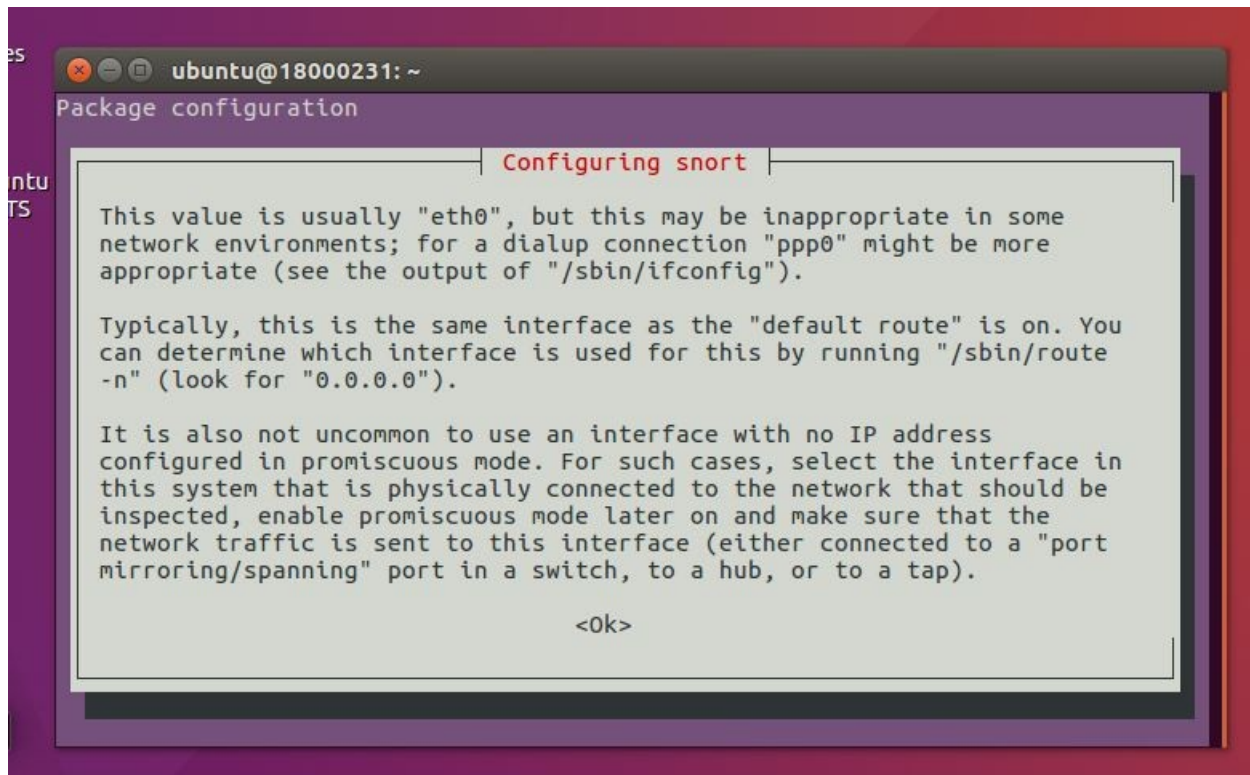 es
ubuntu@18000231: ~
Package configuration
Configuring snort
ntu
TS
This value is usually "eth0", but this may be inappropriate in some
network environments; for a dialup connection "ppp0" might be more
appropriate (see the output of "/sbin/ifconfig").
Typically, this is the same interface as the "default route" is on. You
can determine which interface is used for this by running "/sbin/route
-n" (look for "0.0.0.0").
It is also not uncommon to use an interface with no IP address
configured in promiscuous mode. For such cases, select the interface in
this system that is physically connected to the network that should be
inspected, enable promiscuous mode later on and make sure that the
network traffic is sent to this interface (either connected to a "port
mirroring/spanning" port in a switch, to a hub, or to a tap).
<Ok>